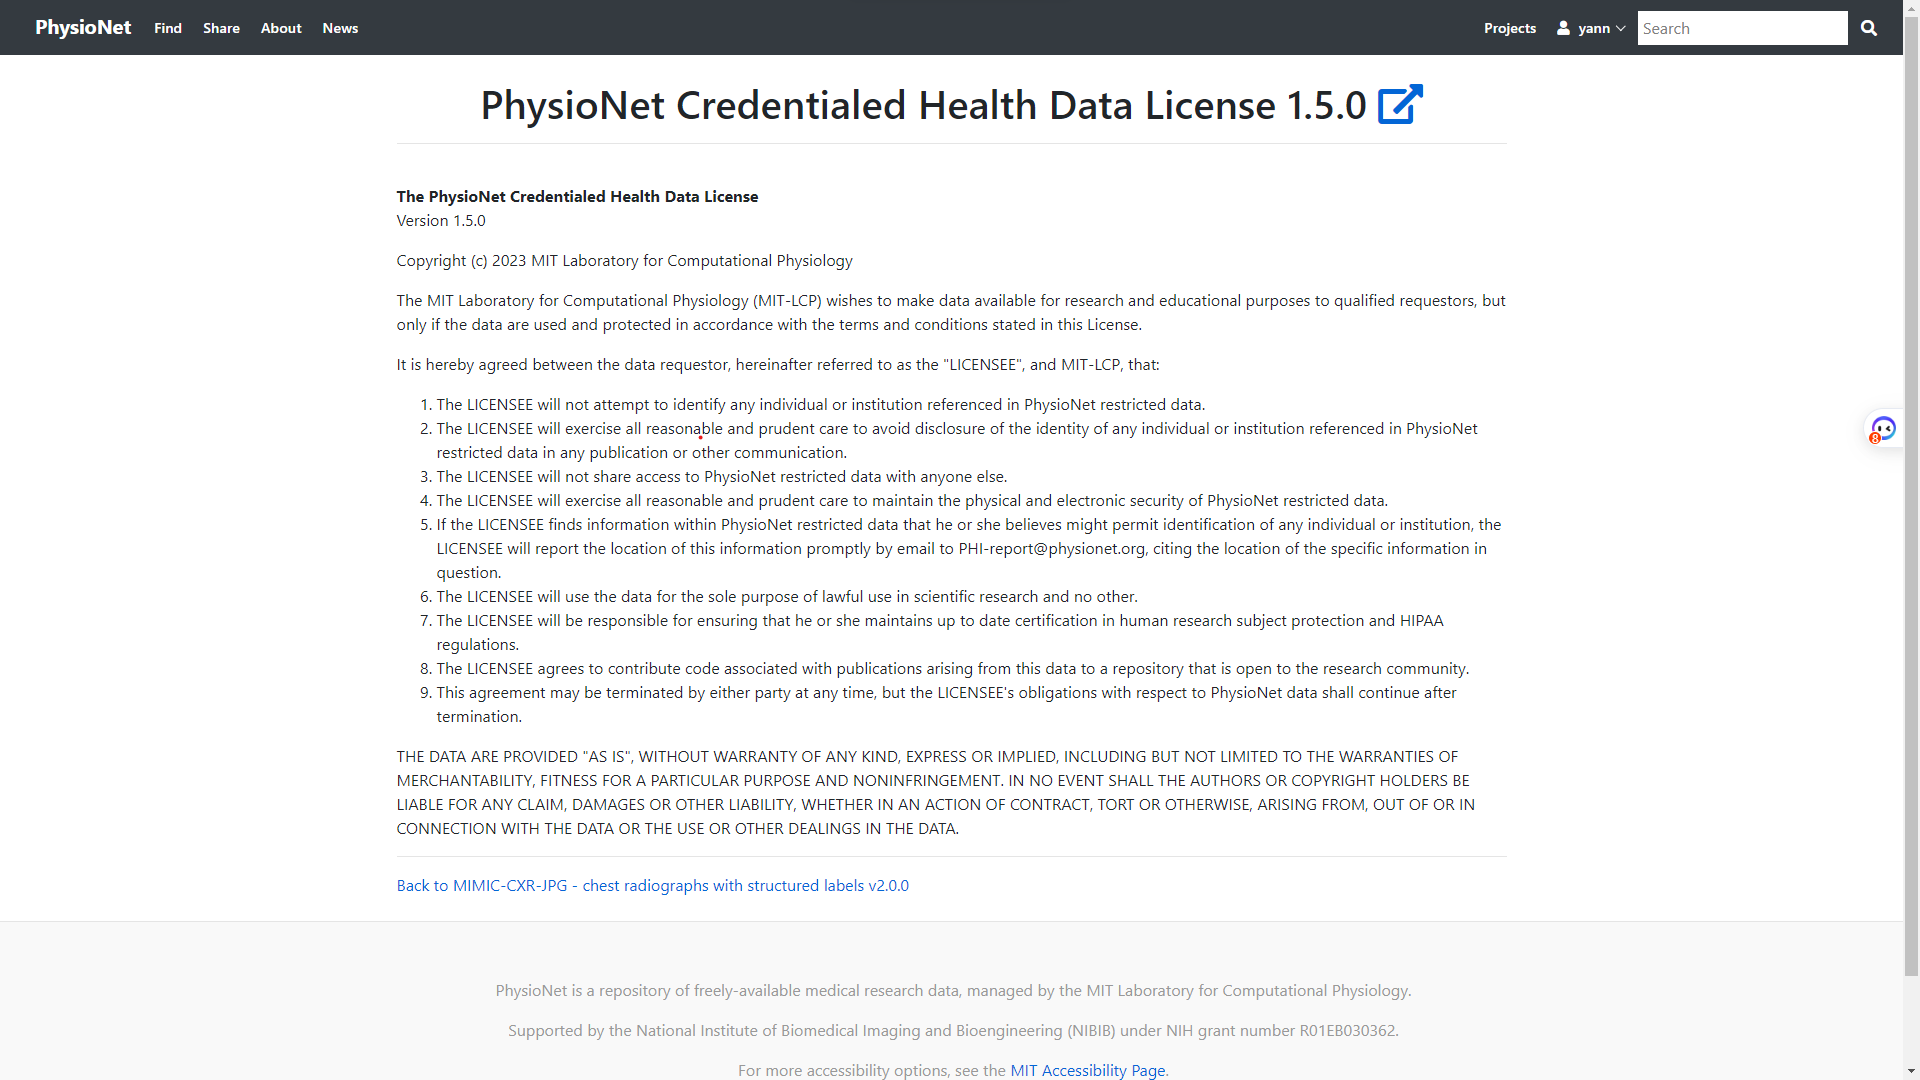 PhysioNet Find Share About News Projects yann Search
PhysioNet Credentialed Health Data License 1.5.0
The PhysioNet Credentialed Health Data License
Version 1.5.0
Copyright (c) 2023 MIT Laboratory for Computational Physiology
The MIT Laboratory for Computational Physiology (MIT-LCP) wishes to make data available for research and educational purposes to qualified requestors, but
only if the data are used and protected in accordance with the terms and conditions stated in this License.
It is hereby agreed between the data requestor, hereinafter referred to as the "LICENSEE", and MIT-LCP, that:
1. The LICENSEE will not attempt to identify any individual or institution referenced in PhysioNet restricted data.
2. The LICENSEE will exercise all reasonable and prudent care to avoid disclosure of the identity of any individual or institution referenced in PhysioNet
restricted data in any publication or other communication.
8
3. The LICENSEE will not share access to PhysioNet restricted data with anyone else.
4. The LICENSEE will exercise all reasonable and prudent care to maintain the physical and electronic security of PhysioNet restricted data.
5. If the LICENSEE finds information within PhysioNet restricted data that he or she believes might permit identification of any individual or institution, the
LICENSEE will report the location of this information promptly by email to PHI-report@physionet.org, citing the location of the specific information in
question.
6. The LICENSEE will use the data for the sole purpose of lawful use in scientific research and no other.
7. The LICENSEE will be responsible for ensuring that he or she maintains up to date certification in human research subject protection and HIPAA
regulations.
8. The LICENSEE agrees to contribute code associated with publications arising from this data to a repository that is open to the research community.
9. This agreement may be terminated by either party at any time, but the LICENSEE's obligations with respect to PhysioNet data shall continue after
termination.
THE DATA ARE PROVIDED "AS IS", WITHOUT WARRANTY OF ANY KIND, EXPRESS OR IMPLIED, INCLUDING BUT NOT LIMITED TO THE WARRANTIES OF
MERCHANTABILITY, FITNESS FOR A PARTICULAR PURPOSE AND NONINFRINGEMENT. IN NO EVENT SHALL THE AUTHORS OR COPYRIGHT HOLDERS BE
LIABLE FOR ANY CLAIM, DAMAGES OR OTHER LIABILITY, WHETHER IN AN ACTION OF CONTRACT, TORT OR OTHERWISE, ARISING FROM, OUT OF OR IN
CONNECTION WITH THE DATA OR THE USE OR OTHER DEALINGS IN THE DATA.
Back to MIMIC-CXR-JPG - chest radiographs with structured labels v2.0.0
PhysioNet is a repository of freely-available medical research data, managed by the MIT Laboratory for Computational Physiology.
Supported by the National Institute of Biomedical Imaging and Bioengineering (NIBIB) under NIH grant number R01EB030362.
For more accessibility options, see the MIT Accessibility Page.